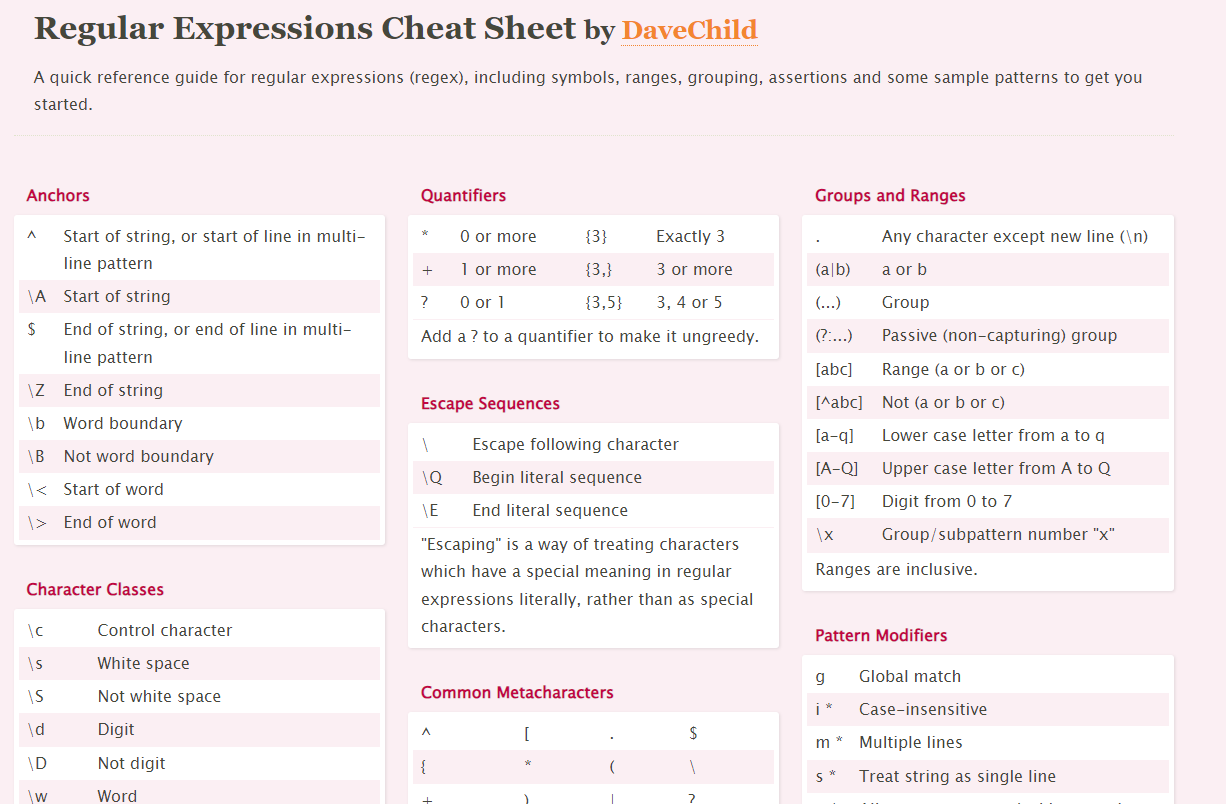 Regular Expressions Cheat Sheet by DaveChild
A quick reference guide for regular expressions (regex), including symbols, ranges, grouping, assertions and some sample patterns to get you
started.
Anchors
^ Start of string, or start of line in multi-
line pattern
\A Start of string
$ End of string, or end of line in multi-
line pattern
\Z End of string
\b Word boundary
\B Not word boundary
\< Start of word
\> End of word
Character Classes
\c Control character
\s White space
\S Not white space
\d Digit
\D Not digit
\w Word
Quantifiers
* 0 or more {3} Exactly 3
+ 1 or more {3,} 3 or more
? 0 or 1 {3,5} 3, 4 or 5
Add a ? to a quantifier to make it ungreedy.
Escape Sequences
\ Escape following character
\Q Begin literal sequence
\E End literal sequence
"Escaping" is a way of treating characters
which have a special meaning in regular
expressions literally, rather than as special
characters.
Common Metacharacters
^ [ . $
{ * ( \
+ ) | ?
Groups and Ranges
. Any character except new line (\n)
(a|b) a or b
(...) Group
(?:...) Passive (non-capturing) group
[abc] Range (a or b or c)
[^abc] Not (a or b or c)
[a-q] Lower case letter from a to q
[A-Q] Upper case letter from A to Q
[0-7] Digit from 0 to 7
\x Group/subpattern number "x"
Ranges are inclusive.
Pattern Modifiers
g Global match
i * Case-insensitive
m * Multiple lines
s * Treat string as single line